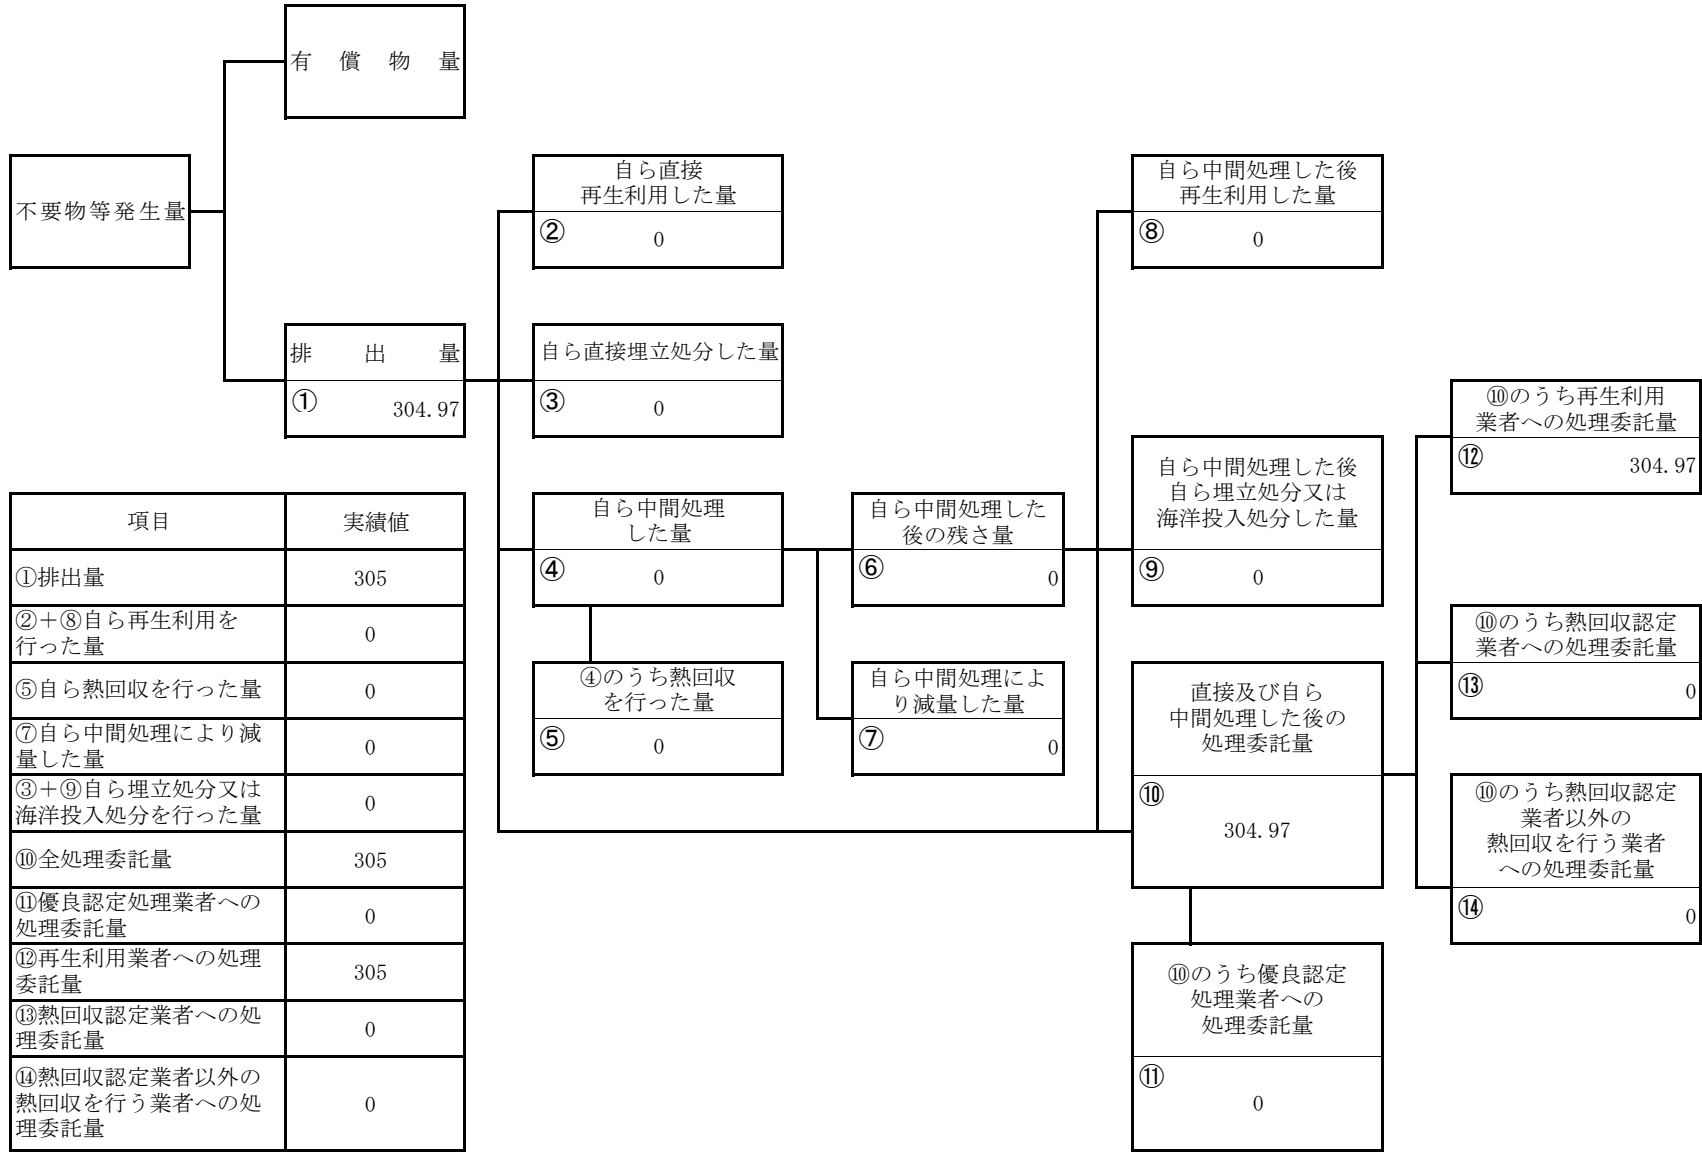 有償物量
不要物等発生量
排出量
①
304.97
自ら直接
再生利用した量
②
0
自ら直接埋立処分した量
③
0
自ら中間処理
した量
④
0
④のうち熱回収
を行った量
⑤
0
自ら中間処理した
後の残さ量
⑥
0
自ら中間処理によ
り減量した量
⑦
0
自ら中間処理した後
再生利用した量
⑧
0
自ら中間処理した後
自ら埋立処分又は
海洋投入処分した量
⑨
0
直接及び自ら
中間処理した後の
処理委託量
⑩
304.97
⑩のうち優良認定
処理業者への
処理委託量
⑪
0
⑩のうち再生利用
業者への処理委託量
⑫
304.97
⑩のうち熱回収認定
業者への処理委託量
⑬
0
⑩のうち熱回収認定
業者以外の
熱回収を行う業者
への処理委託量
⑭
0
項目 実績値
①排出量 305
②＋⑧自ら再生利用を
行った量 0
⑤自ら熱回収を行った量 0
⑦自ら中間処理により減
量した量 0
③＋⑨自ら埋立処分又は
海洋投入処分を行った量 0
⑩全処理委託量 305
⑪優良認定処理業者への
処理委託量 0
⑫再生利用業者への処理
委託量 305
⑬熱回収認定業者への処
理委託量 0
⑭熱回収認定業者以外の
熱回収を行う業者への処
理委託量 0